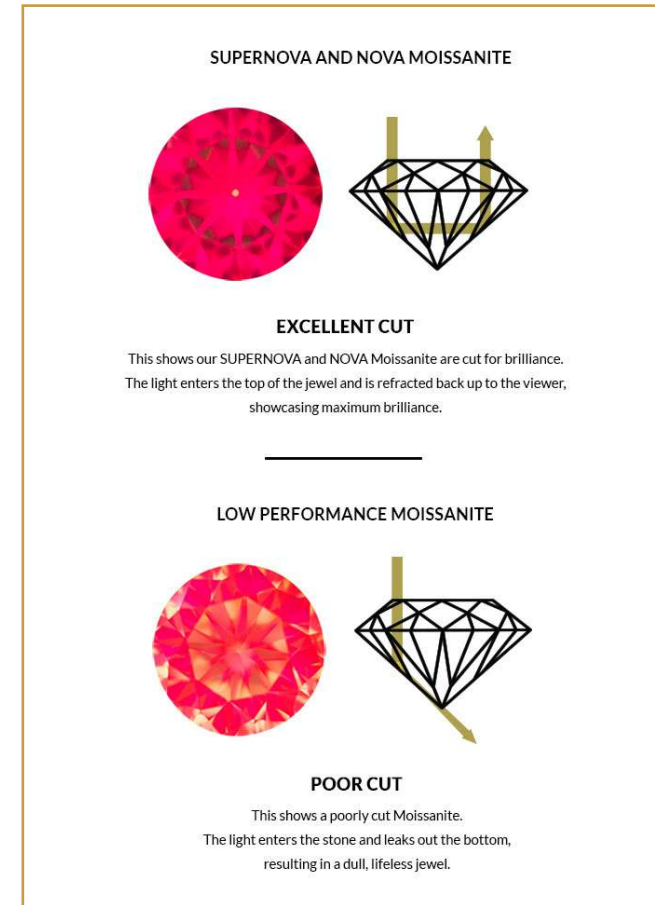 SUPERNOVA AND NOVA MOISSANITE
EXCELLENT CUT
This shows our SUPERNOVA and NOVA Moissanite are cut for brilliance.
The light enters the top of the jewel and is refracted back up to the viewer,
showcasing maximum brilliance.
LOW PERFORMANCE MOISSANITE
POOR CUT
This shows a poorly cut Moissanite.
The light enters the stone and leaks out the bottom,
resulting in a dull, lifeless jewel.